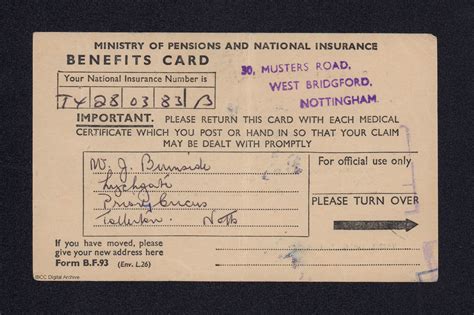 MINISTRY OF PENSIONS AND NATIONAL INSURANCE
BENEFITS CARD
Your National Insurance Number is
TY 28 03 83 B
30, MUSTERS ROAD,
WEST BRIDGFORD,
NOTTINGHAM.
IMPORTANT. PLEASE RETURN THIS CARD WITH EACH MEDICAL
CERTIFICATE WHICH YOU POST OR HAND IN SO THAT YOUR CLAIM
MAY BE DEALT WITH PROMPTLY
W. J. Burnside
Lychgate
Priory Circus
Tollerton. Notts
For official use only
PLEASE TURN OVER
If you have moved, please
give your new address here
Form B.F.93 (Env. L.26)
IBCC Digital Archive